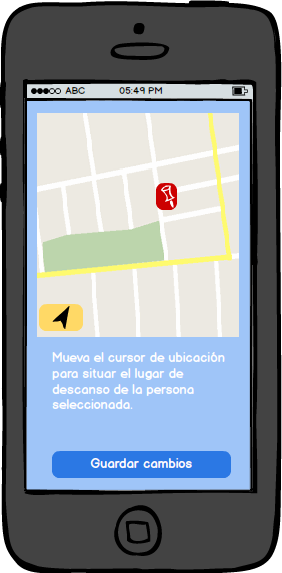 ABC 05:49 PM
Mueva el cursor de ubicación
para situar el lugar de
descanso de la persona
seleccionada.
Guardar cambios